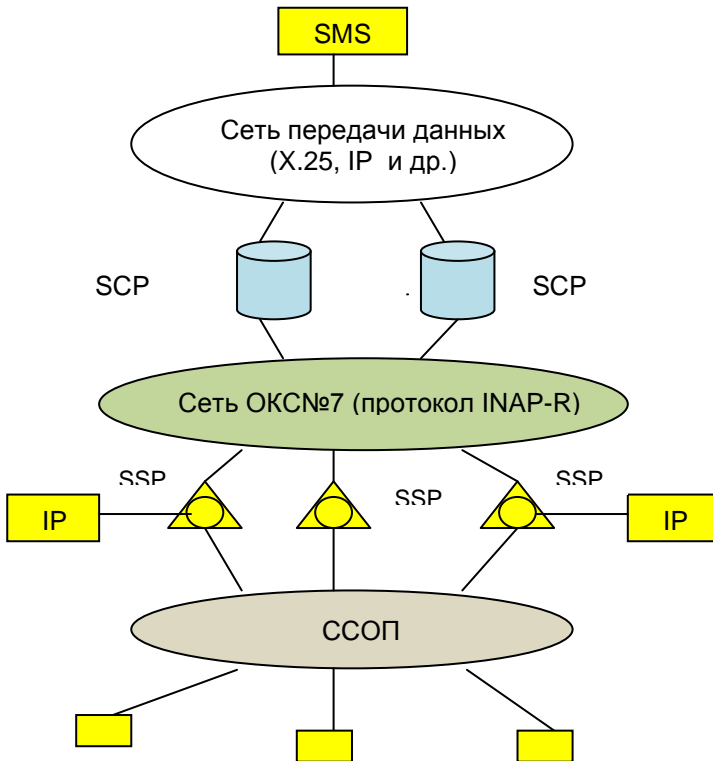 SMS
Сеть передачи данных
(X.25, IP и др.)
SCP
.
SCP
Сеть ОКС№7 (протокол INAP-R)
SSP
SSP
SSP
IP
IP
ССОП